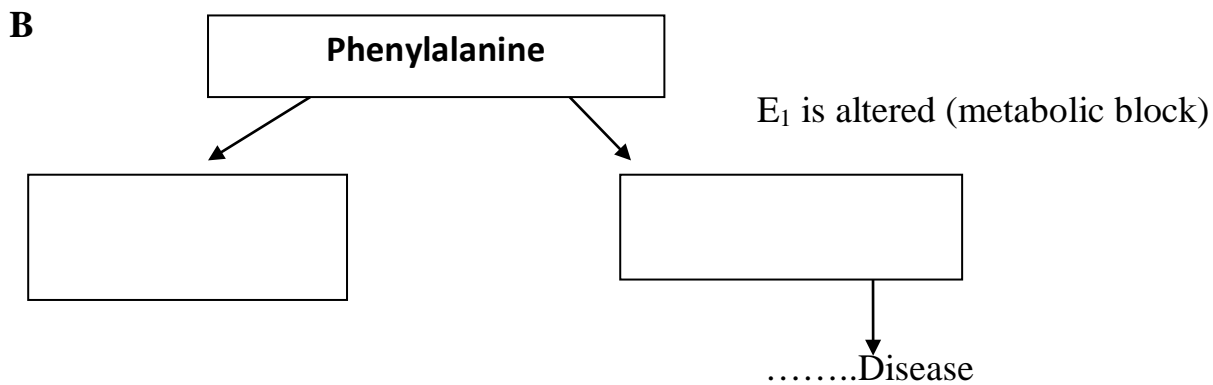 B
Phenylalanine
E₁ is altered (metabolic block)
……..Disease